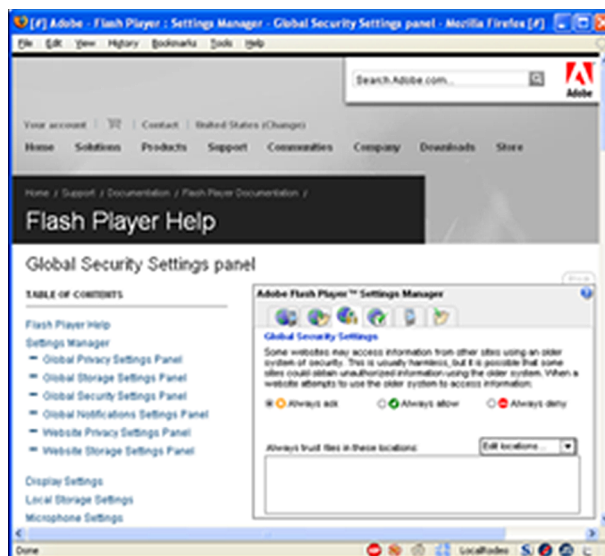 [#] Adobe - Flash Player : Settings Manager - Global Security Settings panel - Mozilla Firefox [#]
File Edit View History Bookmarks Tools Help
Search Adobe.com...
Adobe
Your account | Contact | United States (Change)
Home Solutions Products Support Communities Company Downloads Store
Home / Support / Documentation / Flash Player Documentation /
Flash Player Help
Global Security Settings panel
TABLE OF CONTENTS
Flash Player Help
Settings Manager
Global Privacy Settings Panel
Global Storage Settings Panel
Global Security Settings Panel
Global Notifications Settings Panel
Website Privacy Settings Panel
Website Storage Settings Panel
Display Settings
Local Storage Settings
Microphone Settings
Adobe Flash Player™ Settings Manager
Global Security Settings
Some websites may access information from other sites using an older
system of security. This is usually harmless, but it is possible that some
sites could obtain unauthorized information using the older system. When a
website attempts to use the older system to access information:
Always ask Always allow Always deny
Always trust files in these locations:
Edit locations...
Done